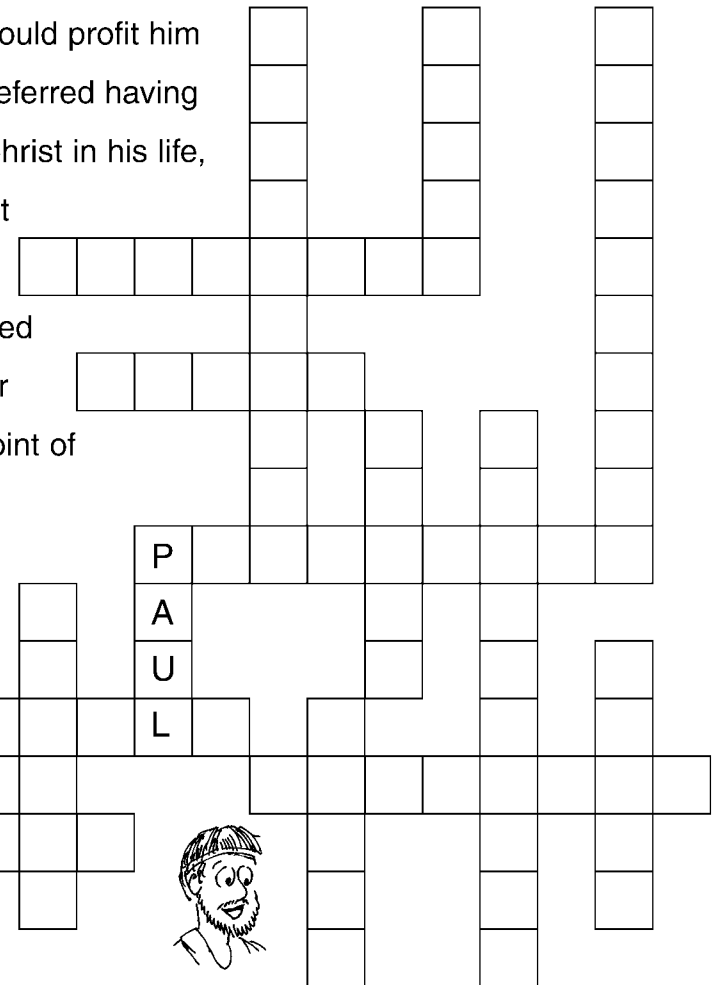 ould profit him
eferred having
hrist in his life,
t
ed
r
oint of
P
A
U
L